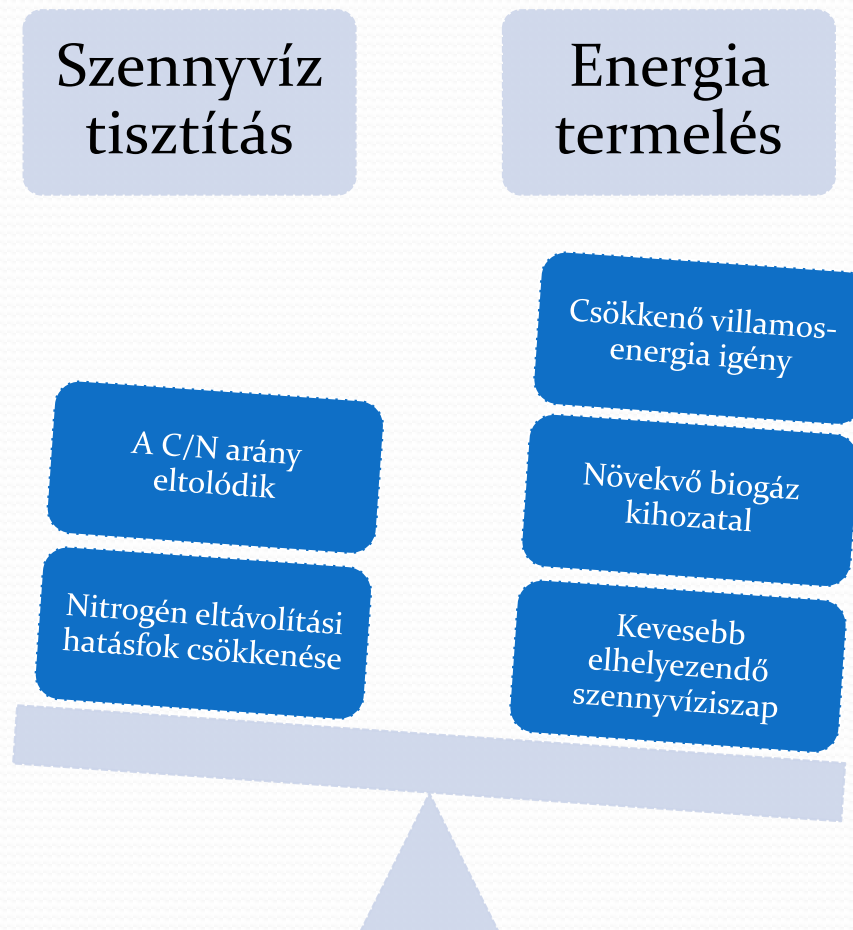 Szennyvíz
tisztítás
Energia
termelés
A C/N arány
eltolódik
Nitrogén eltávolítási
hatásfok csökkenése
Csökkenő villamos-
energia igény
Növekvő biogáz
kihozatal
Kevesebb
elhelyezendő
szennyvíziszap